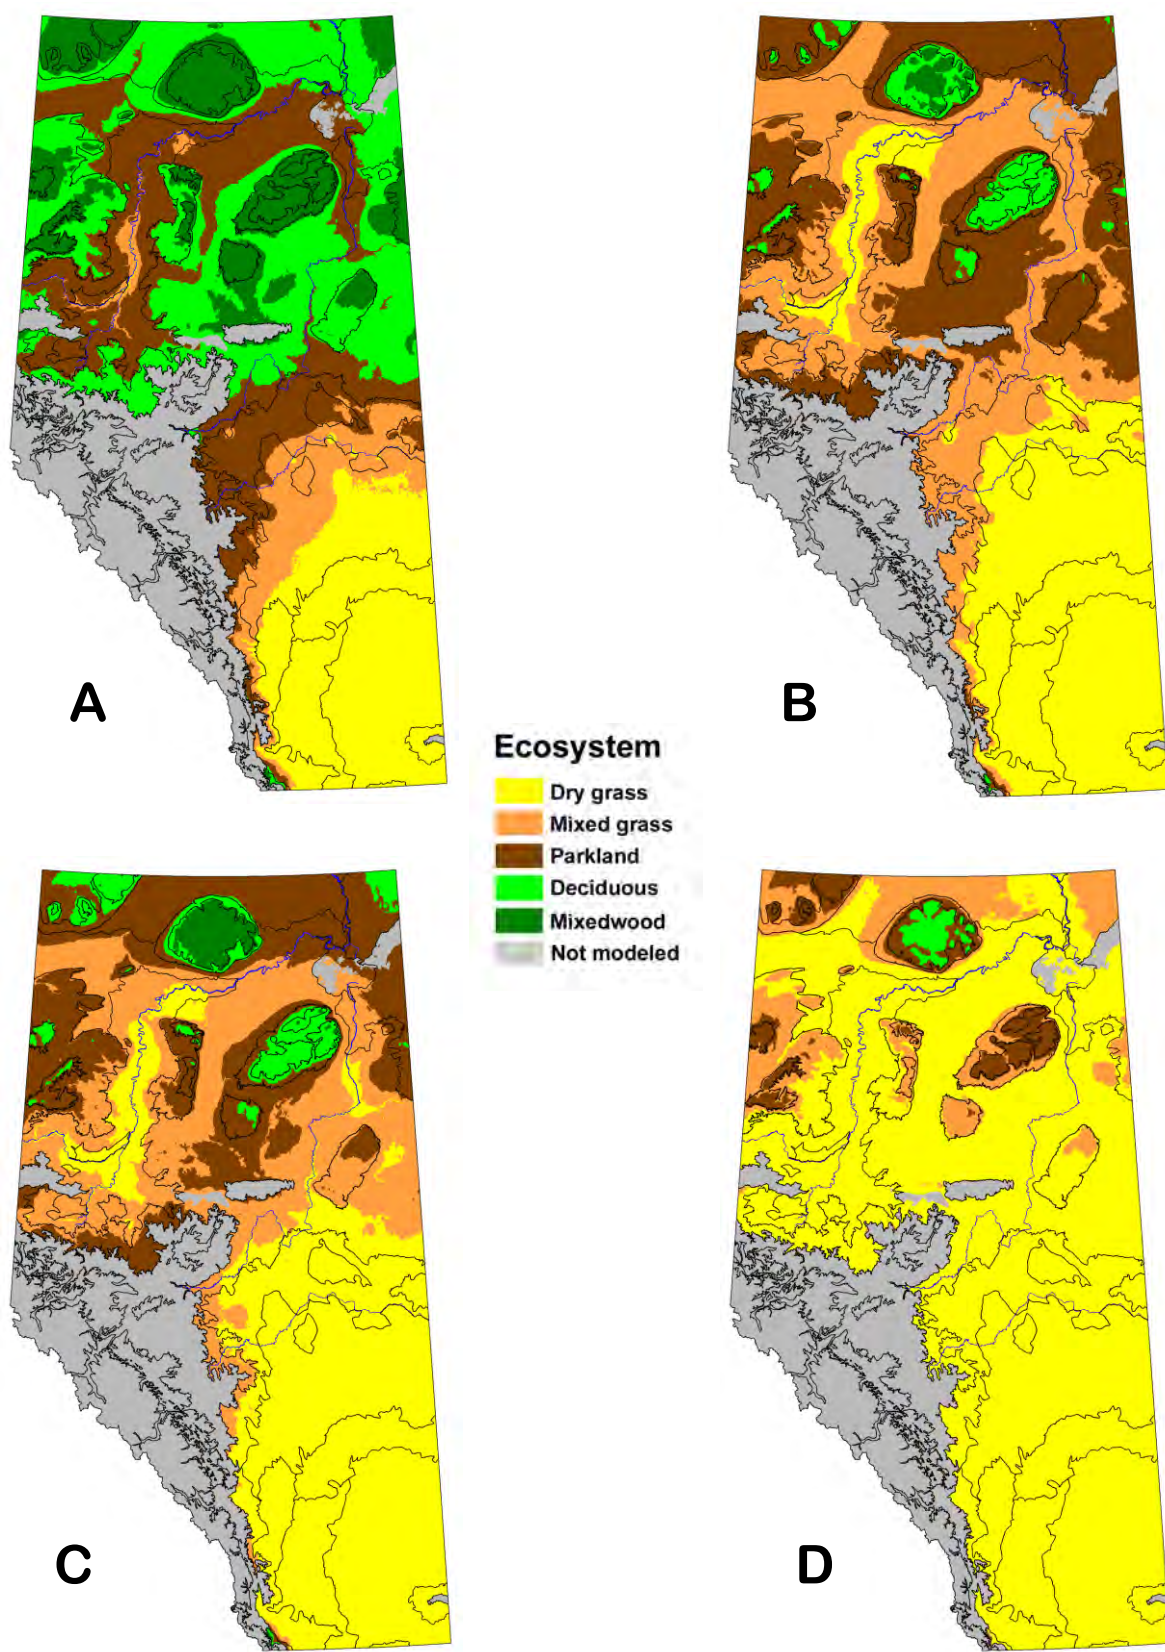 A
B
Ecosystem
Dry grass
Mixed grass
Parkland
Deciduous
Mixedwood
Not modeled
C
D